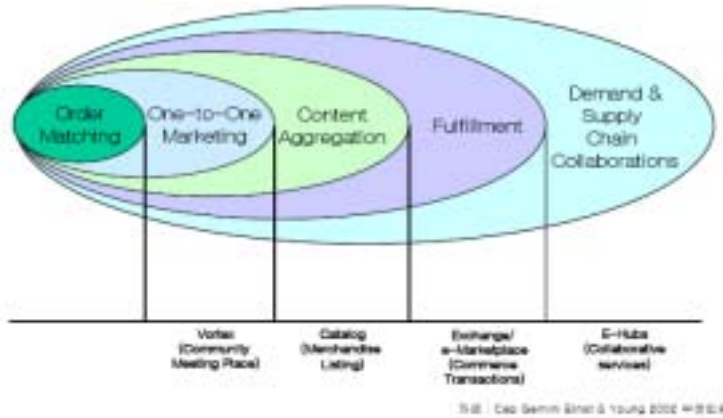 Order
Matching
One-to-One
Marketing
Content
Aggregation
Fulfillment
Demand &
Supply
Chain
Collaborations
Vortex
(Community
Meeting Place)
Catalog
(Merchandise
Listing)
Exchange/
e-Marketplace
(Commerce
Transactions)
E-Hubs
(Collaborative
services)
: Cap Gemini Ernst & Young 2002